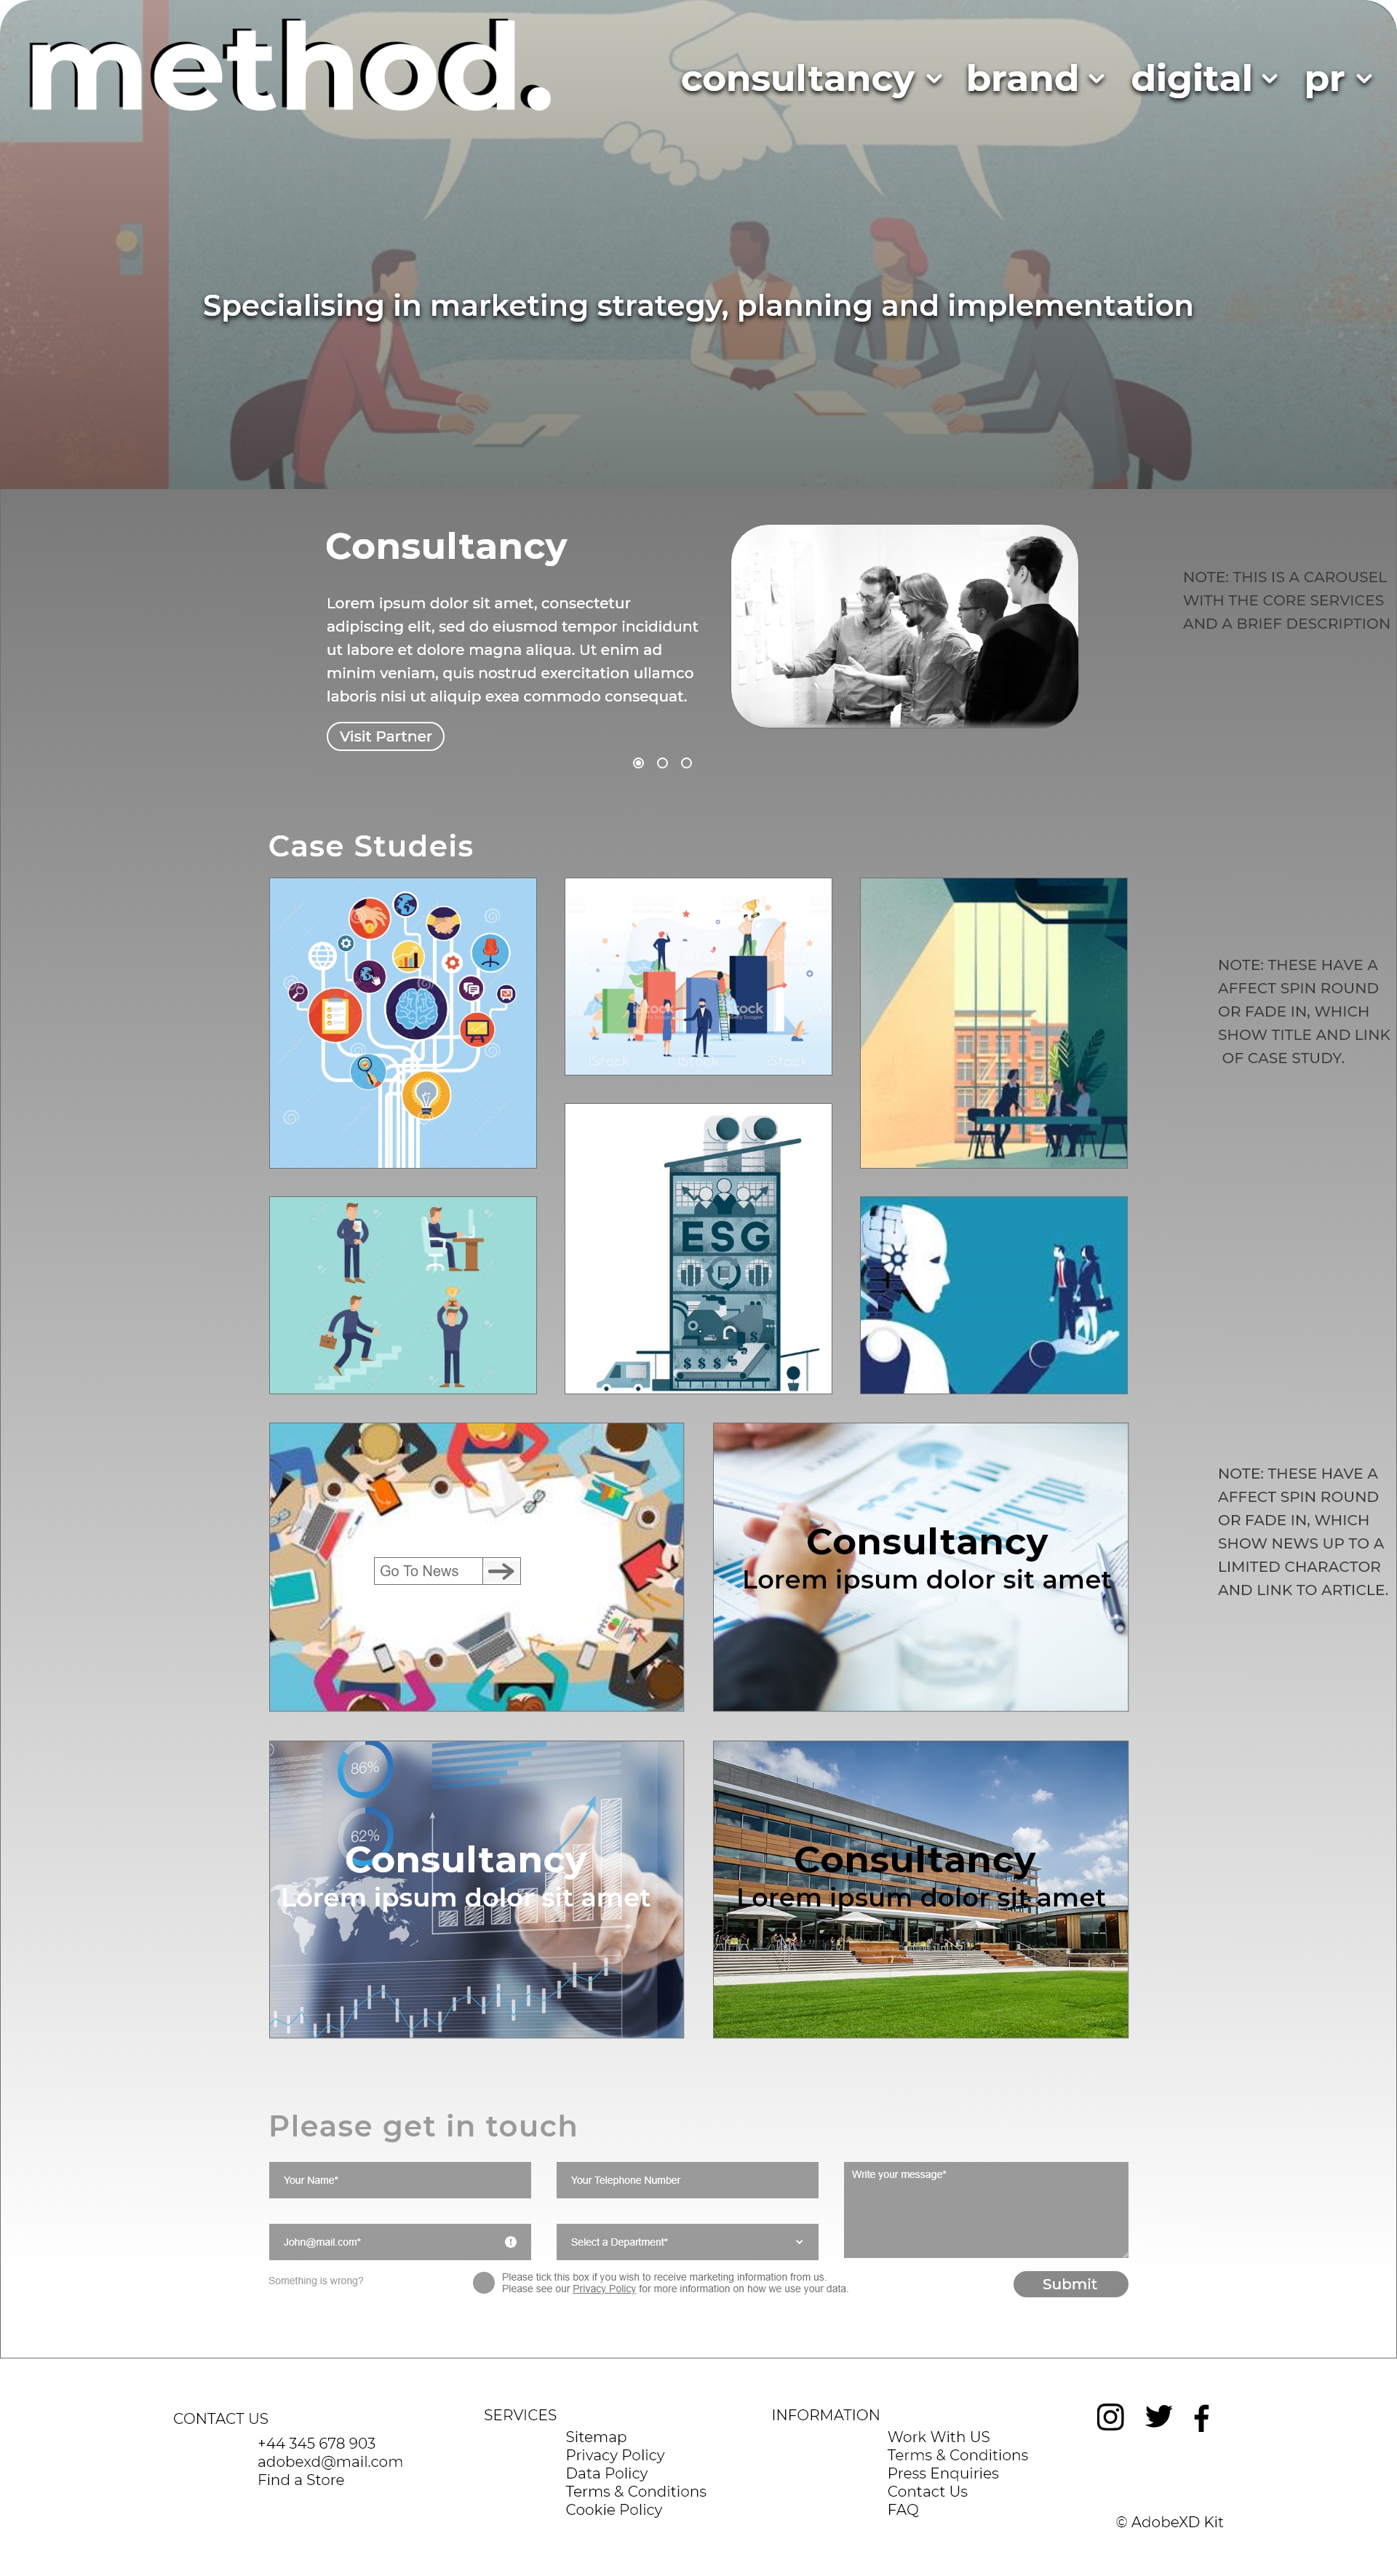 method.
consultancy brand digital pr
Specialising in marketing strategy, planning and implementation
Consultancy
Lorem ipsum dolor sit amet, consectetur
adipiscing elit, sed do eiusmod tempor incididunt
ut labore et dolore magna aliqua. Ut enim ad
minim veniam, quis nostrud exercitation ullamco
laboris nisi ut aliquip exea commodo consequat.
Visit Partner
NOTE: THIS IS A CAROUSEL
WITH THE CORE SERVICES
AND A BRIEF DESCRIPTION
Case Studeis
iStock
iStock
iStock
iStock
iStock
ESG
$ $ $ $ $
NOTE: THESE HAVE A
AFFECT SPIN ROUND
OR FADE IN, WHICH
SHOW TITLE AND LINK
OF CASE STUDY.
Go To News
Consultancy
Lorem ipsum dolor sit amet
NOTE: THESE HAVE A
AFFECT SPIN ROUND
OR FADE IN, WHICH
SHOW NEWS UP TO A
LIMITED CHARACTOR
AND LINK TO ARTICLE.
86%
62%
Consultancy
Lorem ipsum dolor sit amet
Consultancy
Lorem ipsum dolor sit amet
Please get in touch
Your Name*
Your Telephone Number
Write your message*
John@mail.com*
Select a Department*
Something is wrong?
Please tick this box if you wish to receive marketing information from us.
Please see our Privacy Policy for more information on how we use your data.
Submit
CONTACT US
+44 345 678 903
adobexd@mail.com
Find a Store
SERVICES
Sitemap
Privacy Policy
Data Policy
Terms & Conditions
Cookie Policy
INFORMATION
Work With US
Terms & Conditions
Press Enquiries
Contact Us
FAQ
© AdobeXD Kit